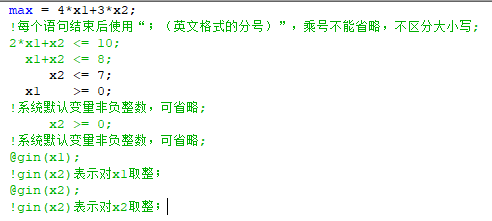 max = 4*x1+3*x2;
!每个语句结束后使用“；（英文格式的分号）”，乘号不能省略，不区分大小写;
2*x1+x2 <= 10;
x1+x2 <= 8;
x2 <= 7;
x1 >= 0;
!系统默认变量非负整数，可省略;
x2 >= 0;
!系统默认变量非负整数，可省略;
@gin(x1);
!gin(x2)表示对x1取整；
@gin(x2);
!gin(x2)表示对x2取整；